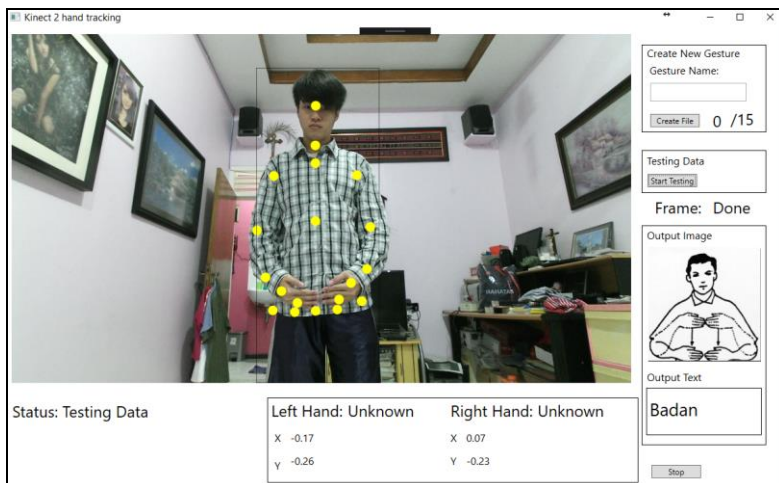 Kinect 2 hand tracking
Create New Gesture
Gesture Name:
Create File 0 /15
Testing Data
Start Testing
Frame: Done
Output Image
Output Text
Badan
Stop
Status: Testing Data
Left Hand: Unknown Right Hand: Unknown
X -0.17 X 0.07
Y -0.26 Y -0.23